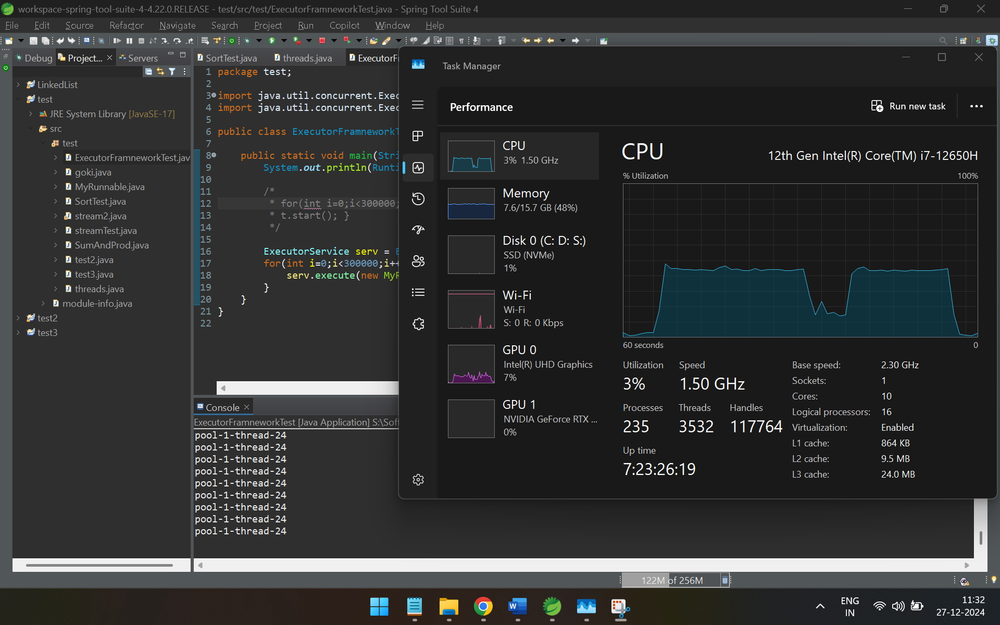 workspace-spring-tool-suite-4-4.22.0.RELEASE - test/src/test/ExecutorFramneworkTest.java - Spring Tool Suite 4
File Edit Source Refactor Navigate Search Project Run Copilot Window Help
Debug Project... Servers
LinkedList
test
JRE System Library [JavaSE-17]
src
test
ExecutorFramneworkTest.jav
goki.java
MyRunnable.java
SortTest.java
stream2.java
streamTest.java
SumAndProd.java
test2.java
test3.java
threads.java
module-info.java
test2
test3
SortTest.java threads.java ExecutorF
1 package test;
2
3 import java.util.concurrent.Exec
4 import java.util.concurrent.Exec
5
6 public class ExecutorFramneworkT
7
8 public static void main(Stri
9 System.out.println(Runti
10
11 /*
12 * for(int i=0;i<300000;
13 * t.start(); }
14 */
15
16 ExecutorService serv = E
17 for(int i=0;i<300000;i++
18 serv.execute(new MyR
19 }
20 }
21 }
22
Console
ExecutorFramneworkTest [Java Application] S:\Soft
pool-1-thread-24
pool-1-thread-24
pool-1-thread-24
pool-1-thread-24
pool-1-thread-24
pool-1-thread-24
pool-1-thread-24
pool-1-thread-24
pool-1-thread-24
122M of 256M
Task Manager
Performance
Run new task
CPU
3% 1.50 GHz
Memory
7.6/15.7 GB (48%)
Disk 0 (C: D: S:)
SSD (NVMe)
1%
Wi-Fi
Wi-Fi
S: 0 R: 0 Kbps
GPU 0
Intel(R) UHD Graphics
7%
GPU 1
NVIDIA GeForce RTX ...
0%
CPU
12th Gen Intel(R) Core(TM) i7-12650H
% Utilization 100%
60 seconds 0
Utilization Speed
3% 1.50 GHz
Processes Threads Handles
235 3532 117764
Up time
7:23:26:19
Base speed: 2.30 GHz
Sockets: 1
Cores: 10
Logical processors: 16
Virtualization: Enabled
L1 cache: 864 KB
L2 cache: 9.5 MB
L3 cache: 24.0 MB
ENG
IN
11:32
27-12-2024